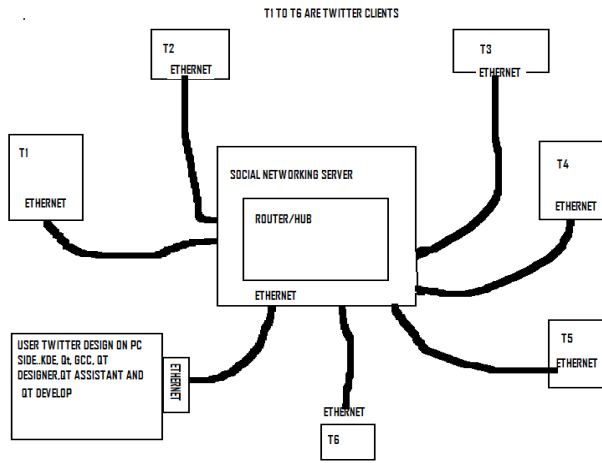 T1 TO T6 ARE TWITTER CLIENTS
T2
ETHERNET
T3
ETHERNET
T1
ETHERNET
SOCIAL NETWORKING SERVER
ROUTER/HUB
ETHERNET
T4
ETHERNET
USER TWITTER DESIGN ON PC
SIDE..KDE, Qt, GCC, QT
DESIGNER,QT ASSISTANT AND
QT DEVELOP
ETHERNET
T5
ETHERNET
ETHERNET
T6